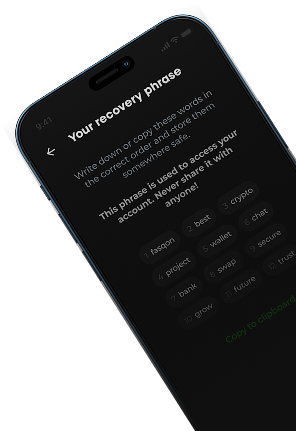 9:41
Your recovery phrase
Write down or copy these words in
the correct order and store them
somewhere safe.
This phrase is used to access your
account. Never share it with
anyone!
1 fasqon 2 best 3 crypto
4 project 5 wallet 6 chat
7 bank 8 swap 9 secure
10 grow 11 future 12 trust
Copy to clipboard